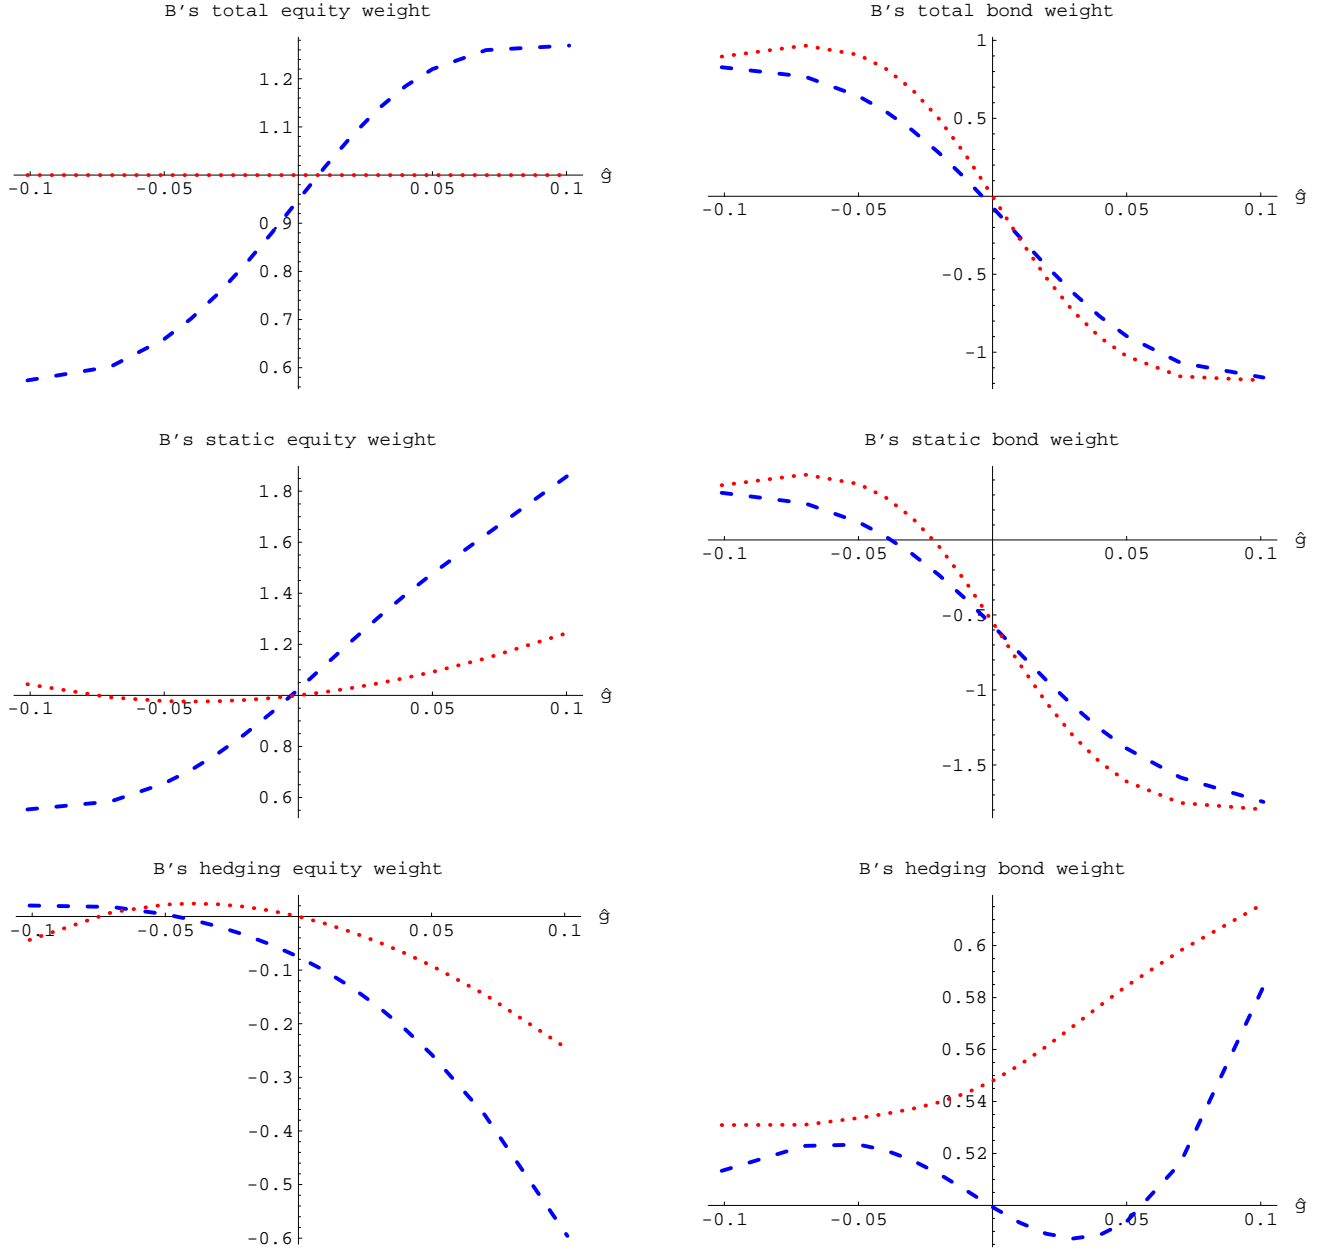 B's total equity weight
1.2
1.1
-0.1 -0.05 0.05 0.1 ĝ
0.9
0.8
0.7
0.6
B's total bond weight
1
0.5
-0.1 -0.05 0.05 0.1 ĝ
-0.5
-1
B's static equity weight
1.8
1.6
1.4
1.2
-0.1 -0.05 0.05 0.1 ĝ
0.8
0.6
B's static bond weight
-0.1 -0.05 0.05 0.1 ĝ
-0.5
-1
-1.5
B's hedging equity weight
-0.1 -0.05 0.05 0.1 ĝ
-0.1
-0.2
-0.3
-0.4
-0.5
-0.6
B's hedging bond weight
0.6
0.58
0.56
0.54
0.52
-0.1 -0.05 0.05 0.1 ĝ